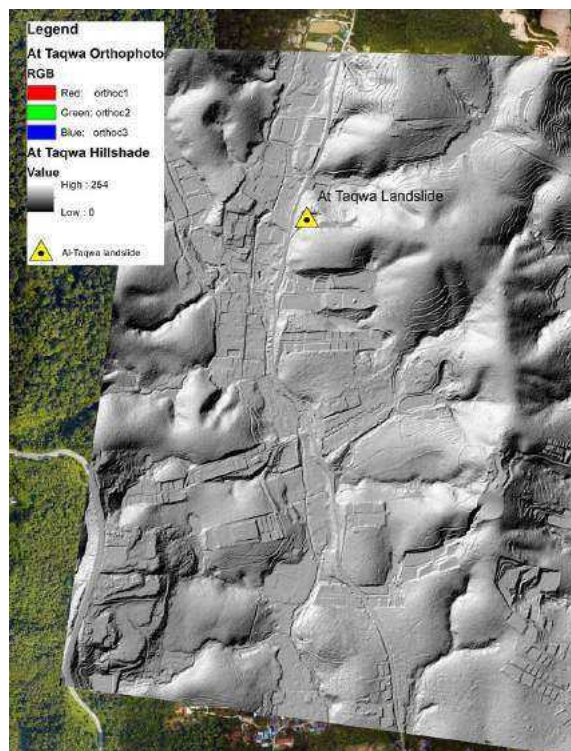 Legend
At Taqwa Orthophoto
RGB
Red: orthoc1
Green: orthoc2
Blue: orthoc3
At Taqwa Hillshade
Value
High : 254
Low : 0
Al-Taqwa landslide
At Taqwa Landslide